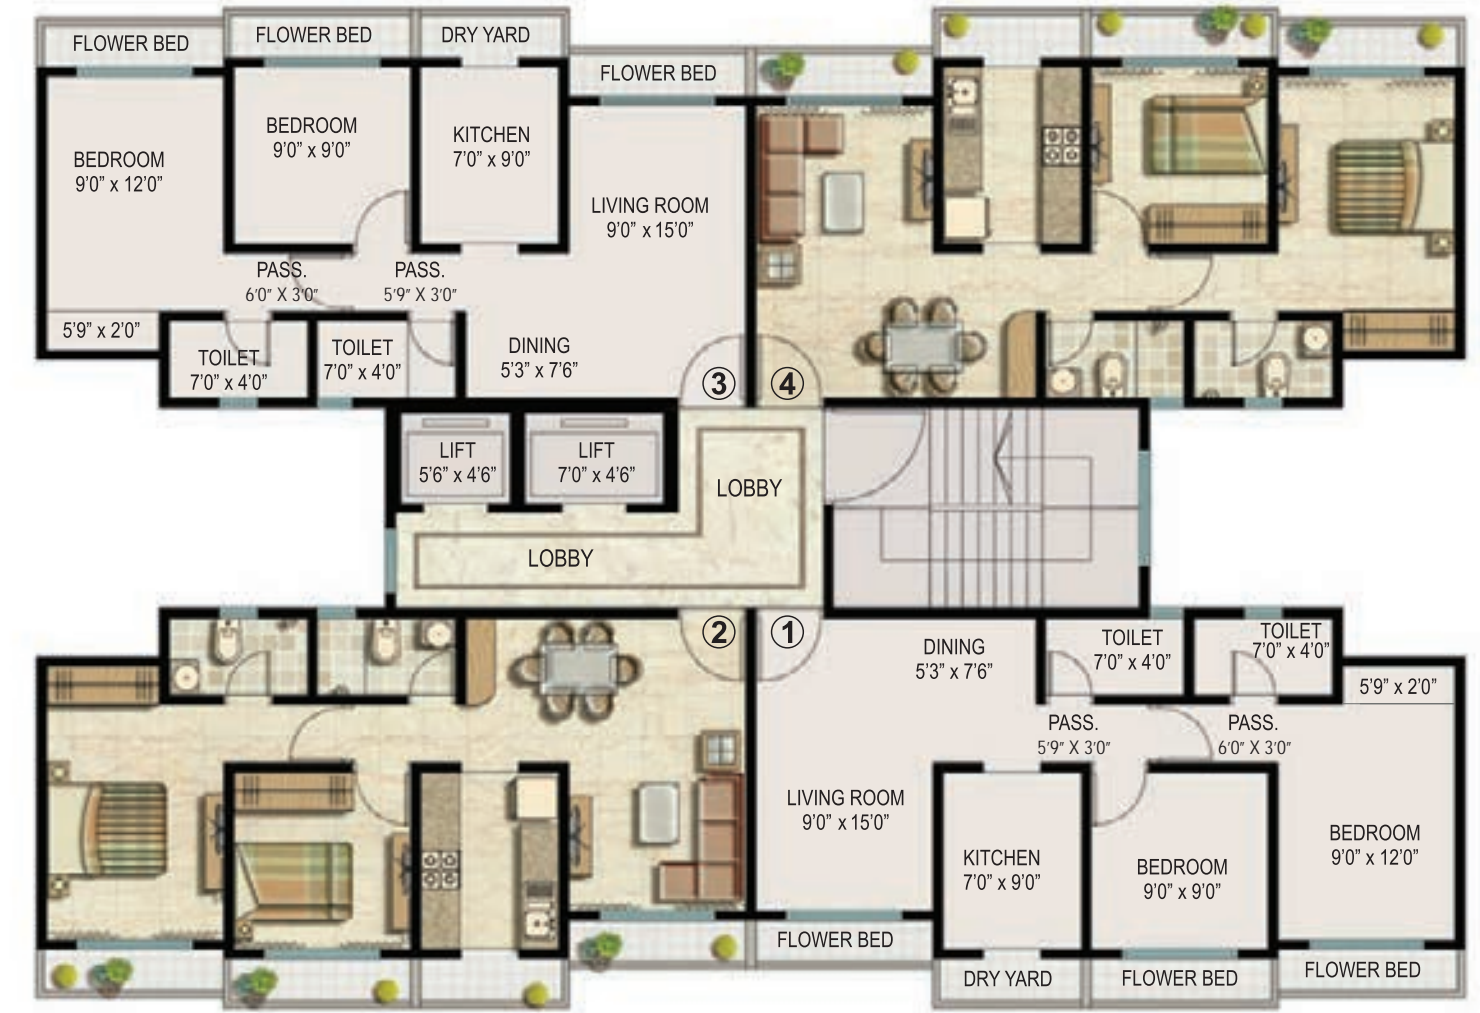 FLOWER BED
FLOWER BED
DRY YARD
FLOWER BED
BEDROOM
9’0” x 12’0”
BEDROOM
9’0” x 9’0”
KITCHEN
7’0” x 9’0”
LIVING ROOM
9’0” x 15’0”
PASS.
6’0” X 3’0”
PASS.
5’9” X 3’0”
5’9” x 2’0”
TOILET
7’0” x 4’0”
TOILET
7’0” x 4’0”
DINING
5’3” x 7’6”
3
4
LIFT
5’6” x 4’6”
LIFT
7’0” x 4’6”
LOBBY
LOBBY
2
1
DINING
5’3” x 7’6”
TOILET
7’0” x 4’0”
TOILET
7’0” x 4’0”
5’9” x 2’0”
PASS.
5’9” X 3’0”
PASS.
6’0” X 3’0”
LIVING ROOM
9’0” x 15’0”
KITCHEN
7’0” x 9’0”
BEDROOM
9’0” x 9’0”
BEDROOM
9’0” x 12’0”
FLOWER BED
DRY YARD
FLOWER BED
FLOWER BED